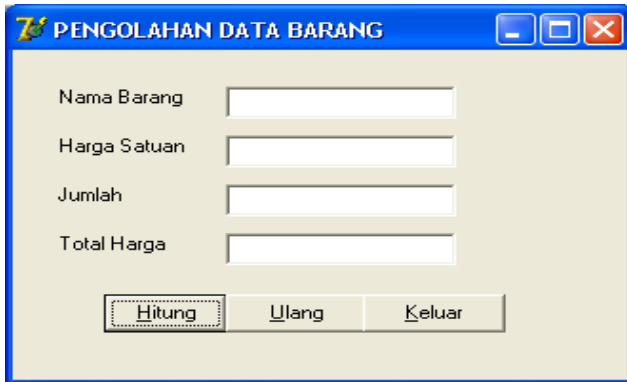 PENGOLAHAN DATA BARANG
Nama Barang
Harga Satuan
Jumlah
Total Harga
Hitung Ulang Keluar